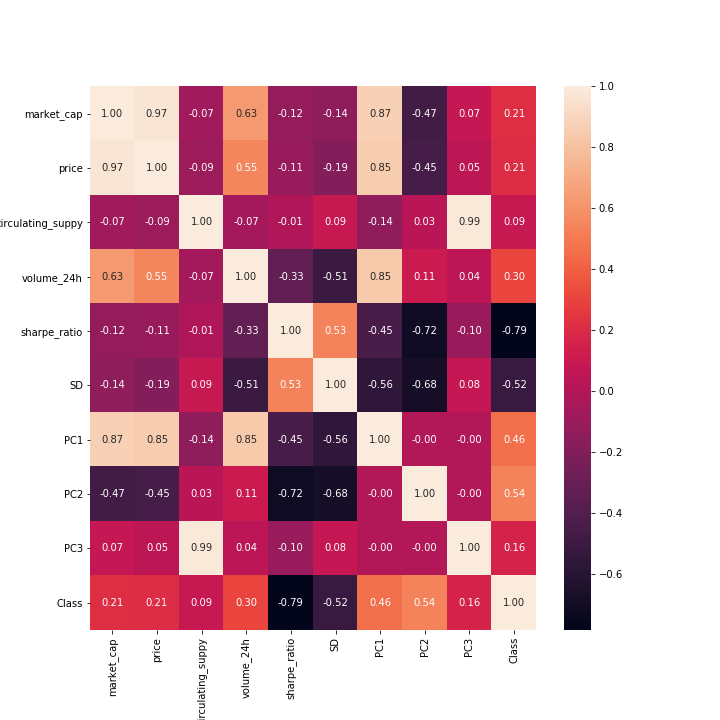 market_cap 1.00 0.97 -0.07 0.63 -0.12 -0.14 0.87 -0.47 0.07 0.21
price 0.97 1.00 -0.09 0.55 -0.11 -0.19 0.85 -0.45 0.05 0.21
circulating_suppy -0.07 -0.09 1.00 -0.07 -0.01 0.09 -0.14 0.03 0.99 0.09
volume_24h 0.63 0.55 -0.07 1.00 -0.33 -0.51 0.85 0.11 0.04 0.30
sharpe_ratio -0.12 -0.11 -0.01 -0.33 1.00 0.53 -0.45 -0.72 -0.10 -0.79
SD -0.14 -0.19 0.09 -0.51 0.53 1.00 -0.56 -0.68 0.08 -0.52
PC1 0.87 0.85 -0.14 0.85 -0.45 -0.56 1.00 -0.00 -0.00 0.46
PC2 -0.47 -0.45 0.03 0.11 -0.72 -0.68 -0.00 1.00 -0.00 0.54
PC3 0.07 0.05 0.99 0.04 -0.10 0.08 -0.00 -0.00 1.00 0.16
Class 0.21 0.21 0.09 0.30 -0.79 -0.52 0.46 0.54 0.16 1.00
market_cap
price
circulating_suppy
volume_24h
sharpe_ratio
SD
PC1
PC2
PC3
Class
1.0
0.8
0.6
0.4
0.2
0.0
−0.2
−0.4
−0.6